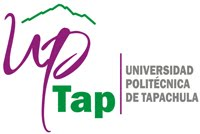 up
Tap
UNIVERSIDAD
POLITÉCNICA
DE TAPACHULA